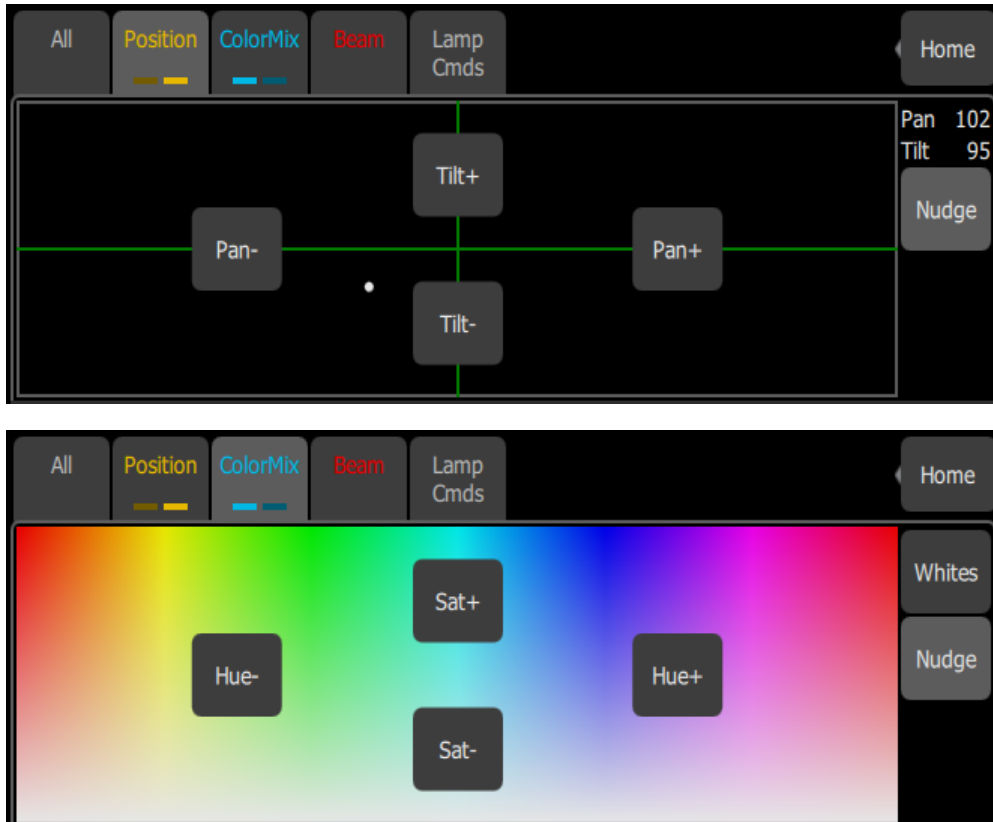 All
Position
ColorMix
Beam
Lamp
Cmds
Home
Pan 102
Tilt 95
Tilt+
Nudge
Pan-
Pan+
Tilt-
All
Position
ColorMix
Beam
Lamp
Cmds
Home
Whites
Sat+
Hue-
Hue+
Nudge
Sat-